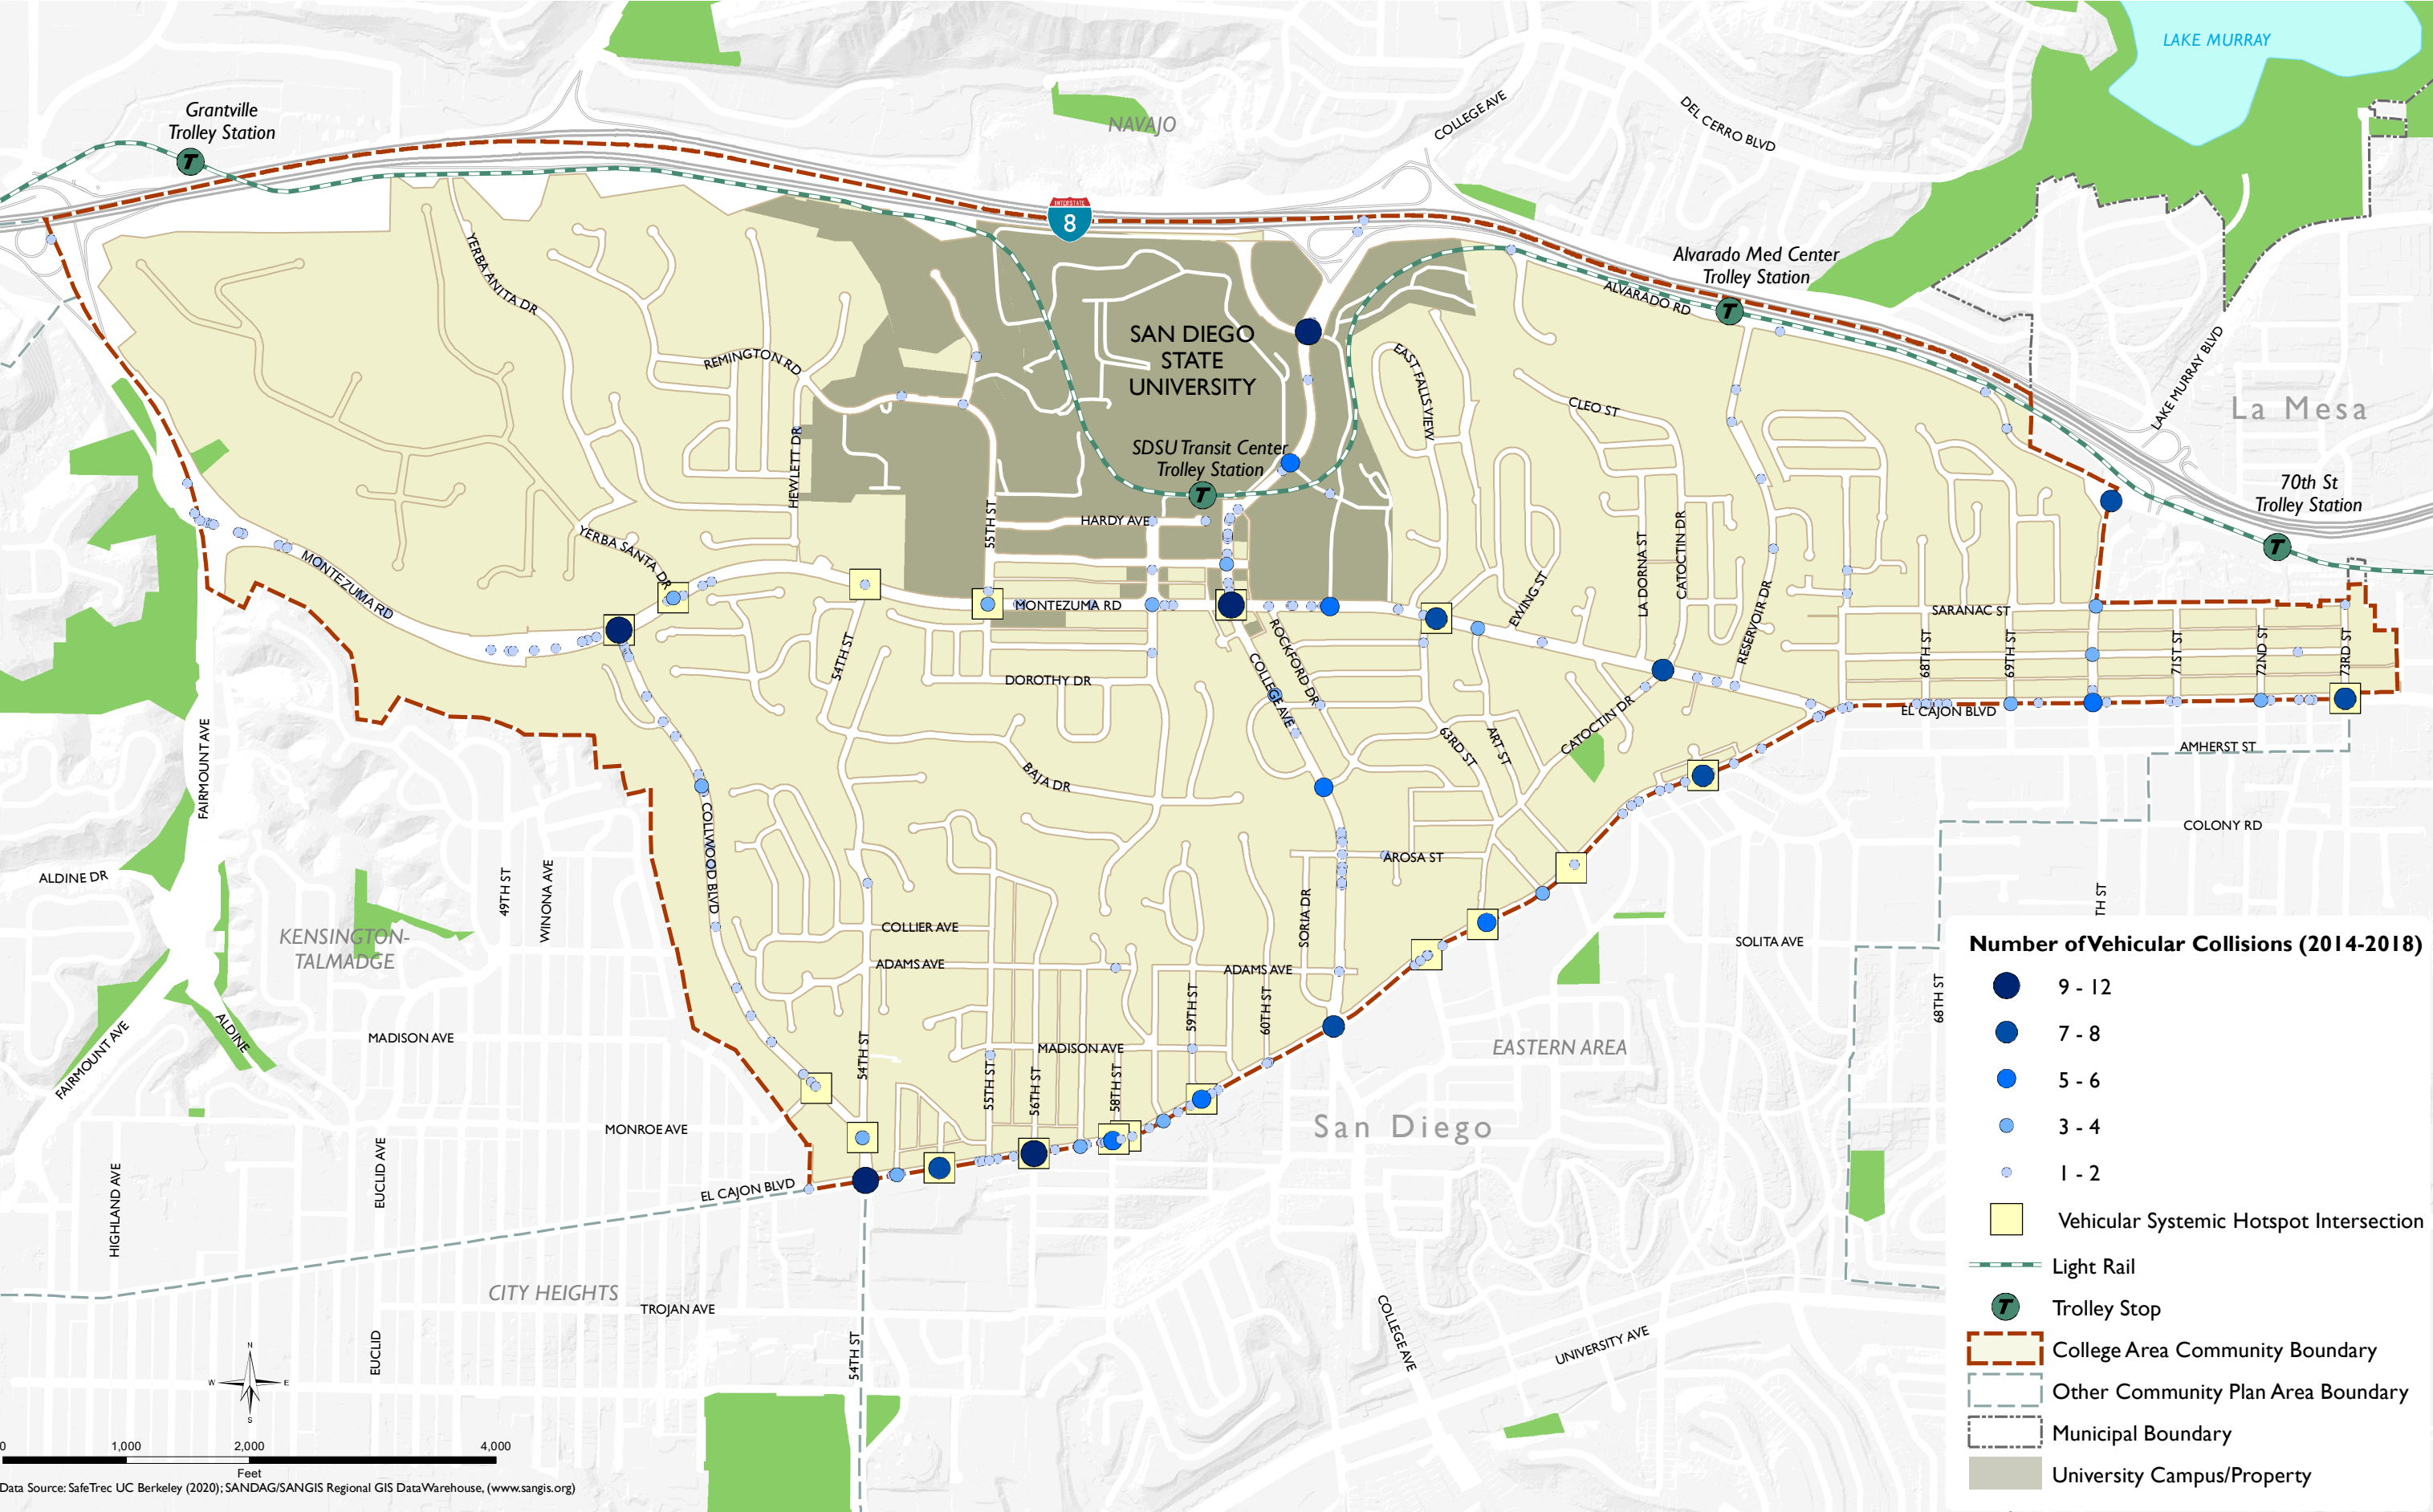 LAKE MURRAY
Grantville
Trolley Station
NAVAJO
COLLEGE AVE
DEL CERRO BLVD
INTERSTATE
8
YERBA ANITA DR
Alvarado Med Center
Trolley Station
ALVARADO RD
SAN DIEGO
STATE
UNIVERSITY
REMINGTON RD
EAST FALLS VIEW
CLEO ST
LAKE MURRAY BLVD
La Mesa
HEWLETT DR
SDSU Transit Center
Trolley Station
70th St
Trolley Station
55TH ST
HARDY AVE
YERBA SANTA DR
MONTEZUMA RD
MONTEZUMA RD
LA DORNA ST
CATOCTIN DR
EWING ST
RESERVOIR DR
SARANAC ST
54TH ST
ROCKFORD DR
COLLEGE AVE
DOROTHY DR
68TH ST
69TH ST
71ST ST
72ND ST
73RD ST
EL CAJON BLVD
CATOCTIN DR
63RD ST
ART ST
AMHERST ST
FAIRMOUNT AVE
BAJA DR
COLLWOOD BLVD
COLONY RD
AROSA ST
ALDINE DR
49TH ST
WINONA AVE
SORIA DR
TH ST
KENSINGTON-
TALMADGE
COLLIER AVE
ADAMS AVE
ADAMS AVE
SOLITA AVE
68TH ST
FAIRMOUNT AVE
ALDINE
MADISON AVE
54TH ST
MADISON AVE
59TH ST
60TH ST
EASTERN AREA
55TH ST
56TH ST
58TH ST
San Diego
MONROE AVE
HIGHLAND AVE
EUCLID AVE
EL CAJON BLVD
CITY HEIGHTS
TROJAN AVE
EUCLID
54TH ST
COLLEGE AVE
UNIVERSITY AVE
Number of Vehicular Collisions (2014-2018)
9 - 12
7 - 8
5 - 6
3 - 4
1 - 2
Vehicular Systemic Hotspot Intersection
Light Rail
T
Trolley Stop
College Area Community Boundary
Other Community Plan Area Boundary
Municipal Boundary
University Campus/Property
N
W
E
S
0
1,000
2,000
4,000
Feet
Data Source: SafeTrec UC Berkeley (2020); SANDAG/SANGIS Regional GIS Data Warehouse, (www.sangis.org)